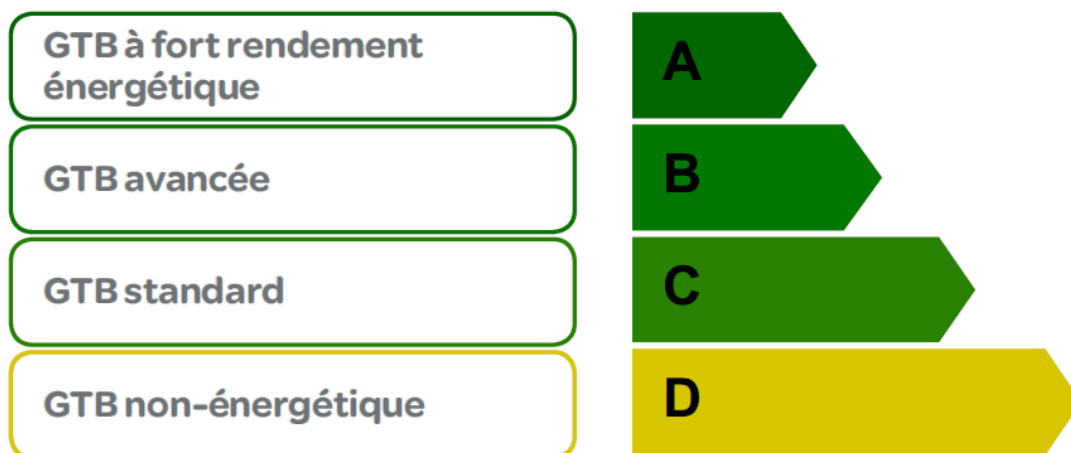 GTB à fort rendement
énergétique
A
GTB avancée
B
GTB standard
C
GTB non-énergétique
D